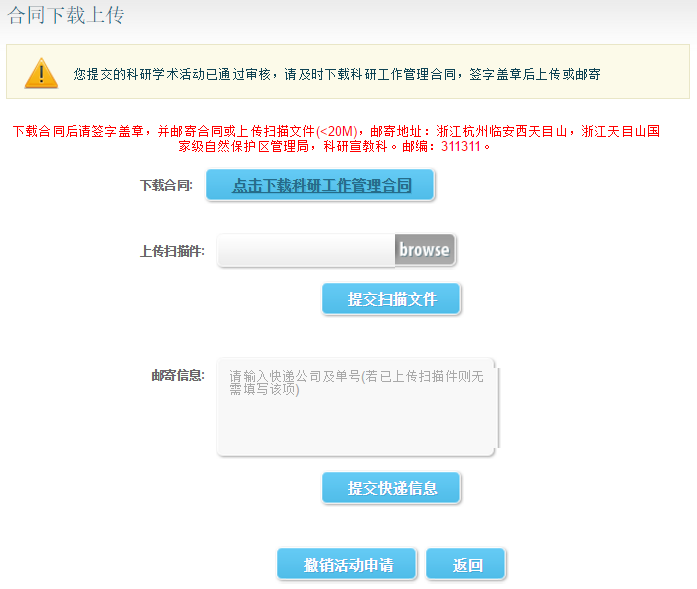 合同下载上传
您提交的科研学术活动已通过审核，请及时下载科研工作管理合同，签字盖章后上传或邮寄
下载合同后请签字盖章，并邮寄合同或上传扫描文件(<20M)，邮寄地址：浙江杭州临安西天目山，浙江天目山国
家级自然保护区管理局，科研宣教科。邮编：311311。
下载合同:
点击下载科研工作管理合同
上传扫描件:
browse
提交扫描文件
邮寄信息:
请输入快递公司及单号(若已上传扫描件则无
需填写该项)
提交快递信息
撤销活动申请
返回